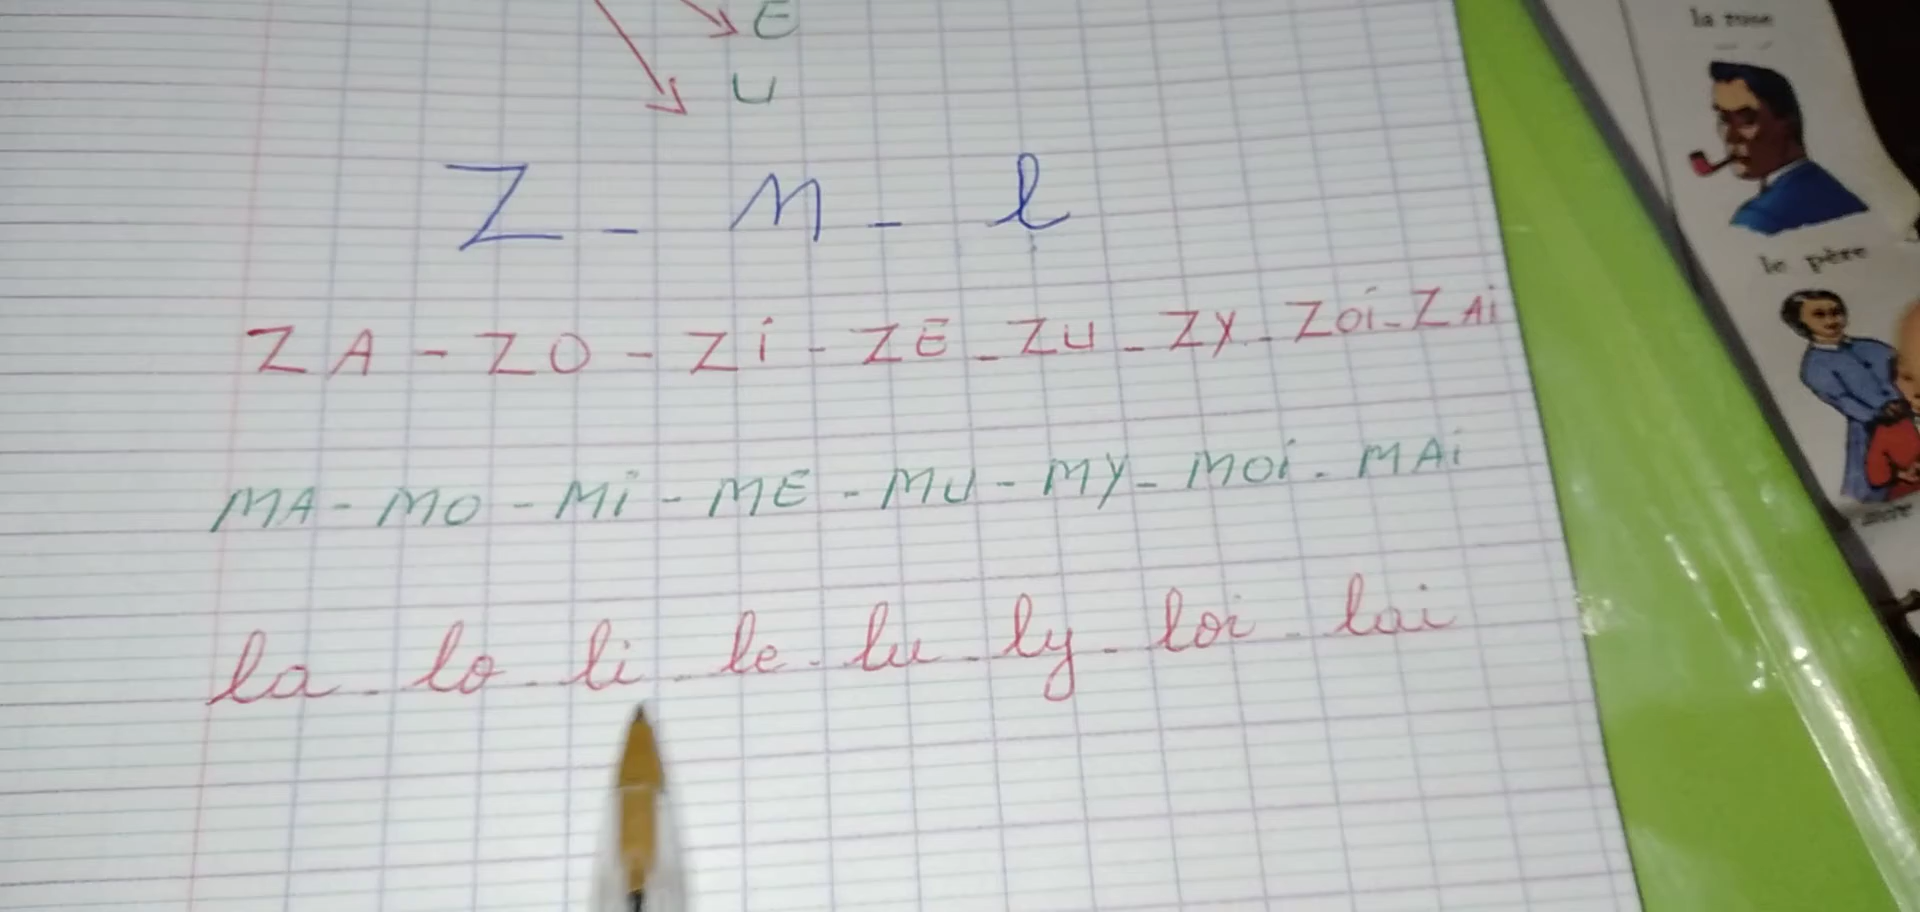 E
U
Z - M - l
ZA - ZO - Zi - ZE - ZU - ZY - ZOi - ZAi
MA - MO - Mi - ME - MU - MY - MOi - MAi
la - lo - li - le - lu - ly - loi - lai
la
le père